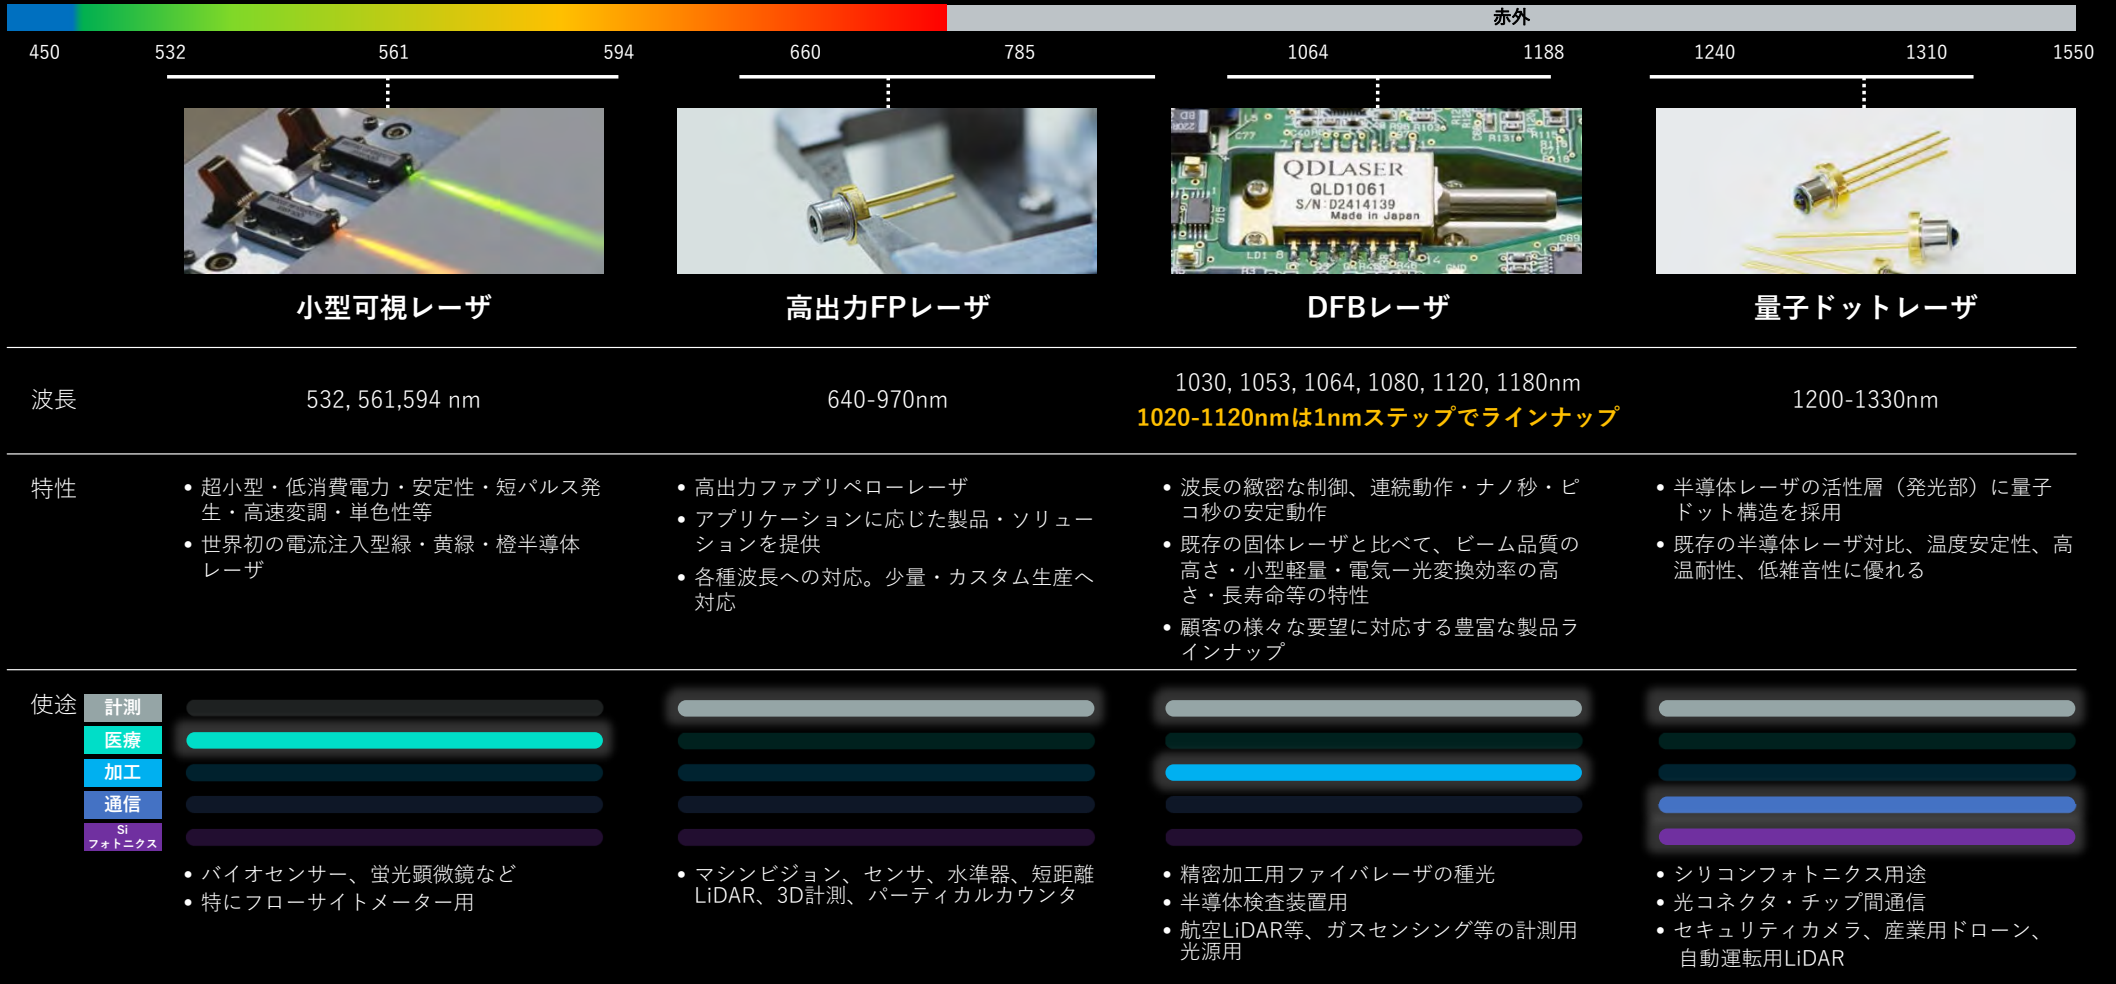 赤外
450 532 561 594 660 785 1064 1188 1240 1310 1550
QDLASER
QLD1061
S/N:D2414139
Made in Japan
小型可視レーザ
高出力FPレーザ
DFBレーザ
量子ドットレーザ
波長
532, 561,594 nm
640-970nm
1030, 1053, 1064, 1080, 1120, 1180nm
1020-1120nmは1nmステップでラインナップ
1200-1330nm
特性
• 超小型・低消費電力・安定性・短パルス発
生・高速変調・単色性等
• 世界初の電流注入型緑・黄緑・橙半導体
レーザ
• 高出力ファブリペローレーザ
• アプリケーションに応じた製品・ソリュー
ションを提供
• 各種波長への対応。少量・カスタム生産へ
対応
• 波長の緻密な制御、連続動作・ナノ秒・ピ
コ秒の安定動作
• 既存の固体レーザと比べて、ビーム品質の
高さ・小型軽量・電気ー光変換効率の高
さ・長寿命等の特性
• 顧客の様々な要望に対応する豊富な製品ラ
インナップ
• 半導体レーザの活性層（発光部）に量子
ドット構造を採用
• 既存の半導体レーザ対比、温度安定性、高
温耐性、低雑音性に優れる
使途
計測
医療
加工
通信
Si
フォトニクス
• バイオセンサー、蛍光顕微鏡など
• 特にフローサイトメーター用
• マシンビジョン、センサ、水準器、短距離
LiDAR、3D計測、パーティカルカウンタ
• 精密加工用ファイバレーザの種光
• 半導体検査装置用
• 航空LiDAR等、ガスセンシング等の計測用
光源用
• シリコンフォトニクス用途
• 光コネクタ・チップ間通信
• セキュリティカメラ、産業用ドローン、
自動運転用LiDAR